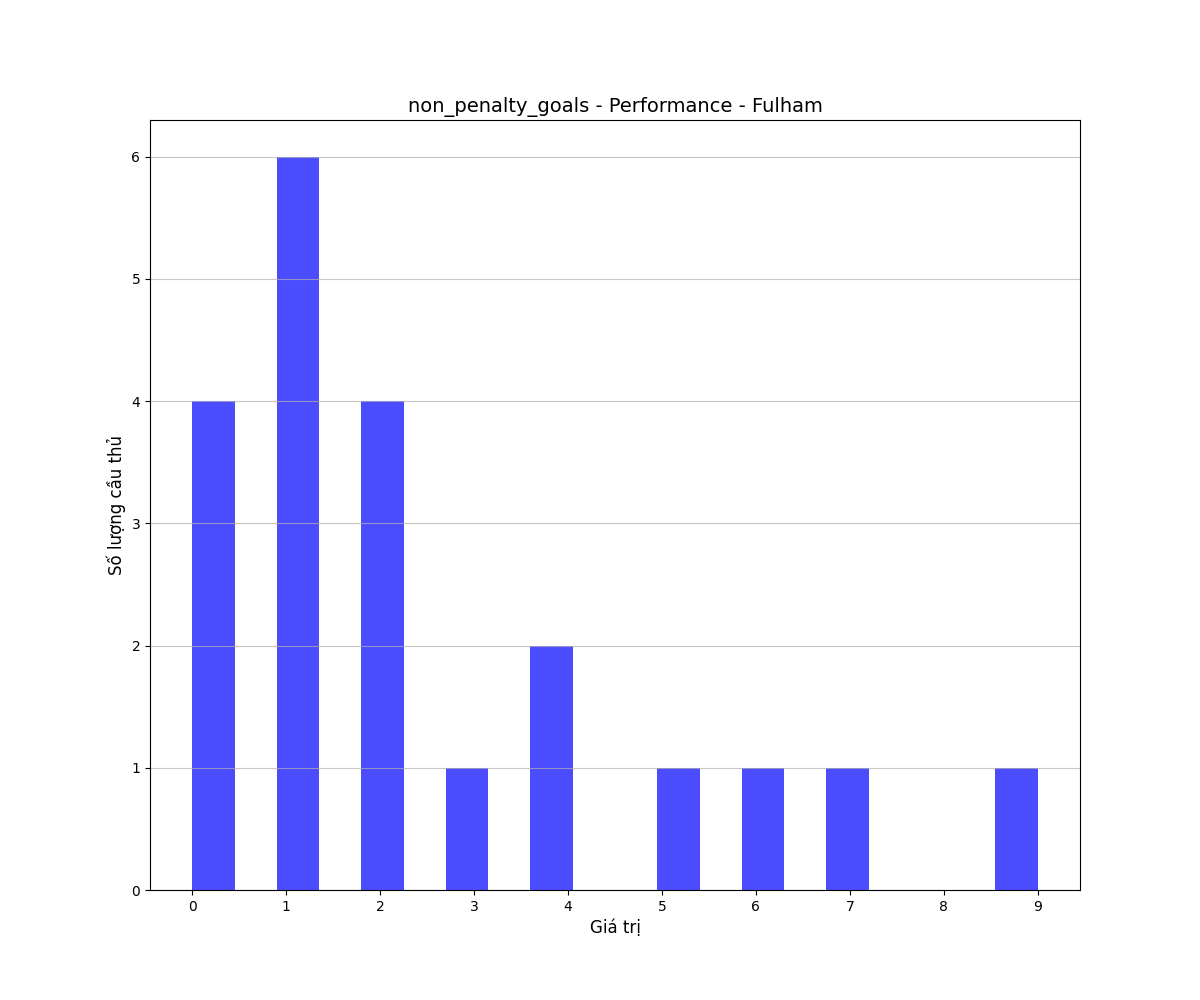 non_penalty_goals - Performance - Fulham
6
5
4
3
2
1
0
Số lượng cầu thủ
0 1 2 3 4 5 6 7 8 9
Giá trị